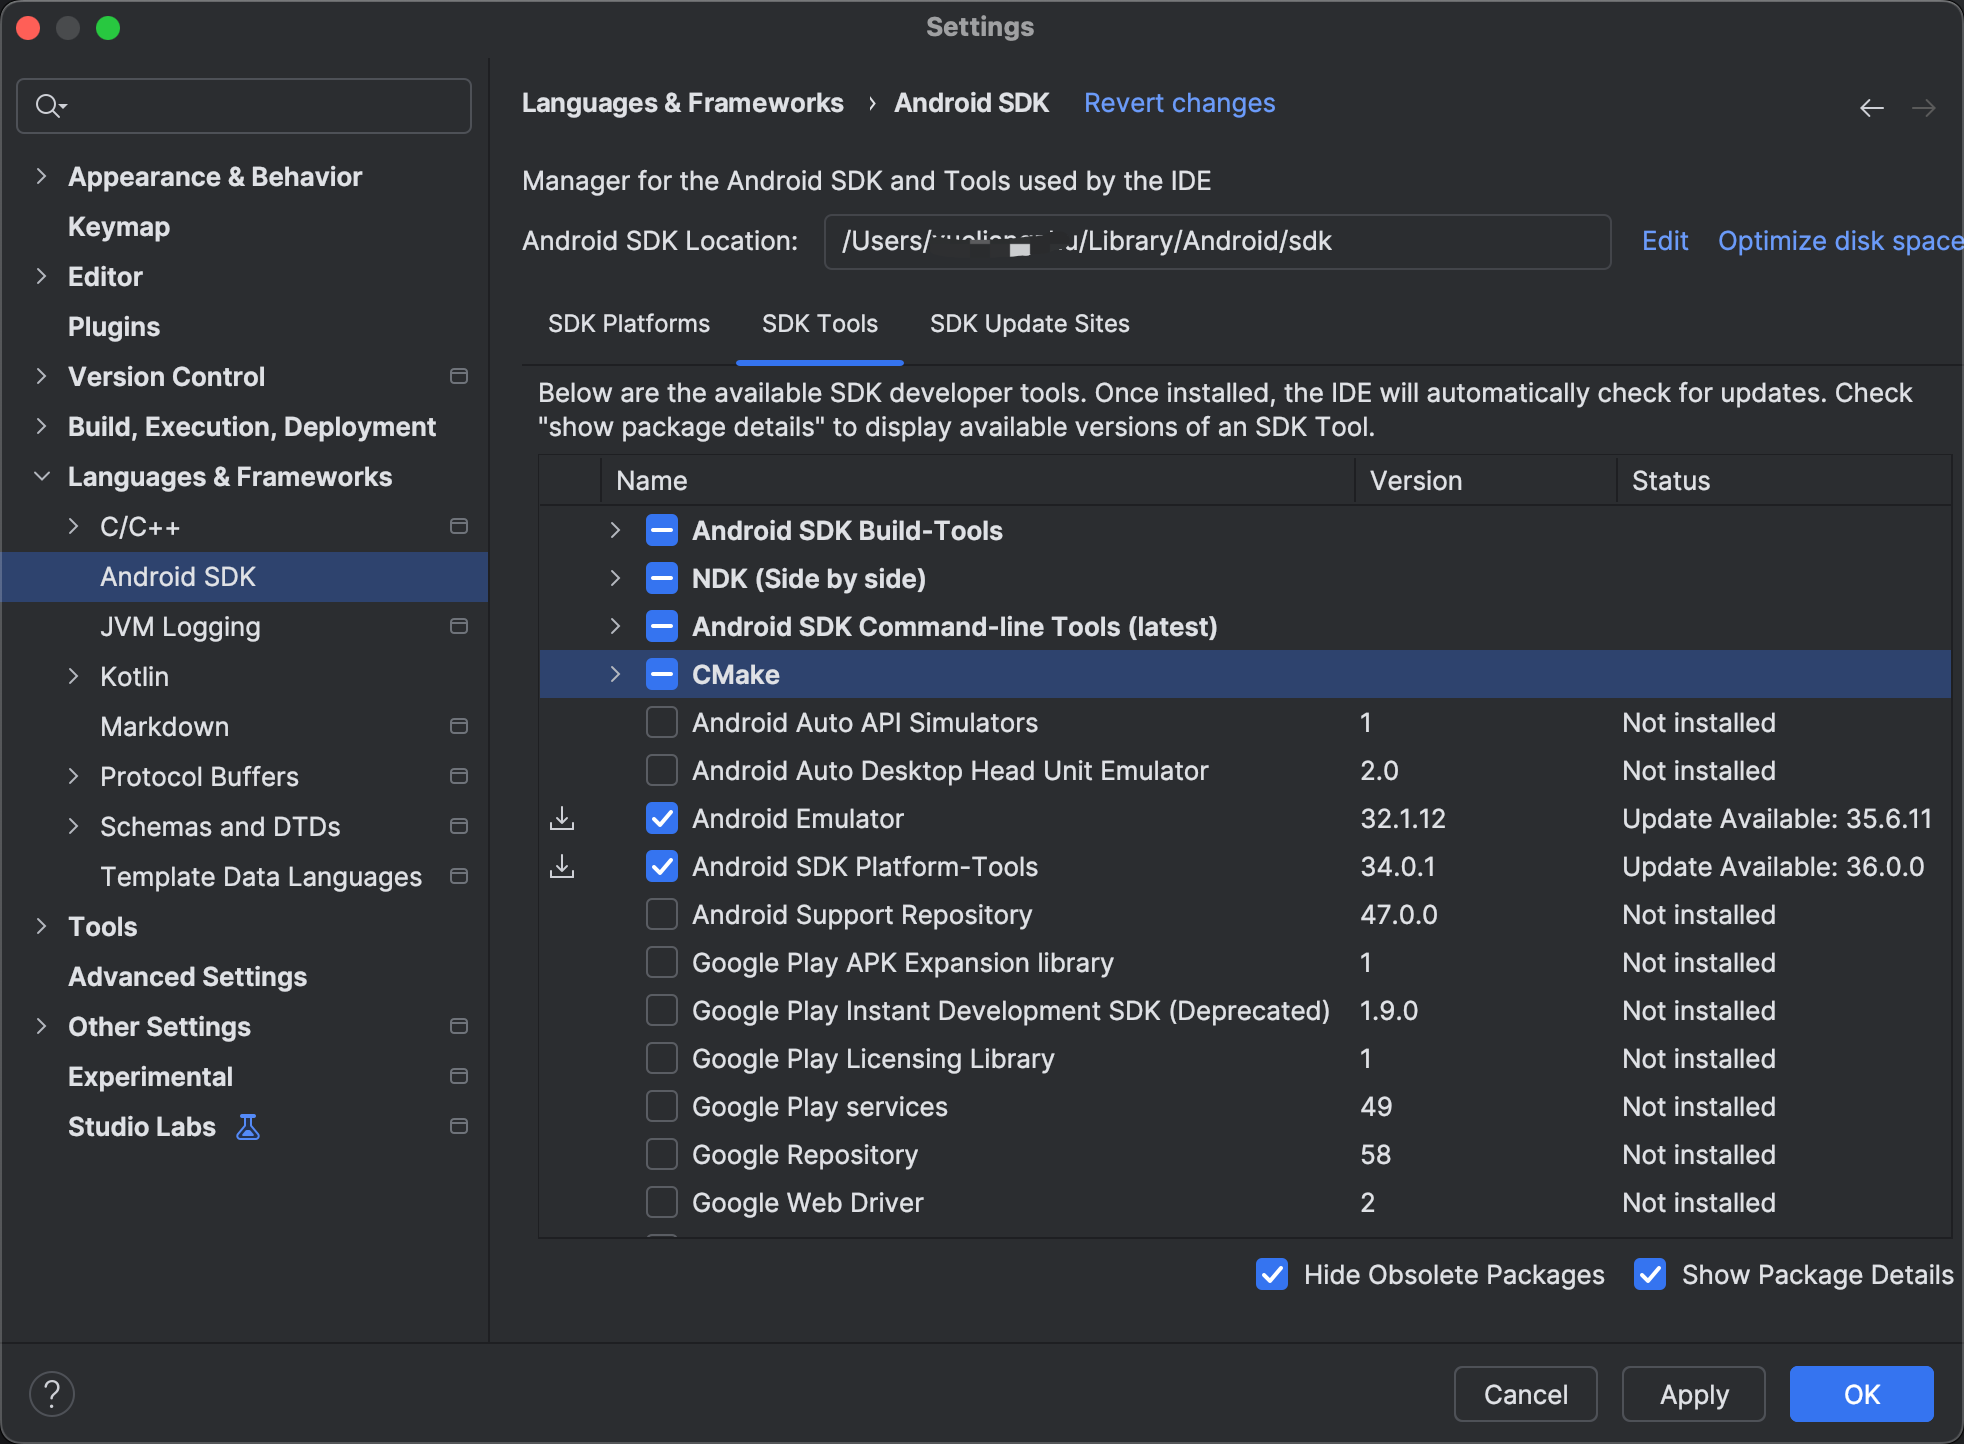 Settings
Languages & Frameworks › Android SDK Revert changes
Appearance & Behavior
Keymap
Editor
Plugins
Version Control
Build, Execution, Deployment
Languages & Frameworks
C/C++
Android SDK
JVM Logging
Kotlin
Markdown
Protocol Buffers
Schemas and DTDs
Template Data Languages
Tools
Advanced Settings
Other Settings
Experimental
Studio Labs
Manager for the Android SDK and Tools used by the IDE
Android SDK Location: /Users/ /Library/Android/sdk Edit Optimize disk space
SDK Platforms SDK Tools SDK Update Sites
Below are the available SDK developer tools. Once installed, the IDE will automatically check for updates. Check
"show package details" to display available versions of an SDK Tool.
Name Version Status
Android SDK Build-Tools
NDK (Side by side)
Android SDK Command-line Tools (latest)
CMake
Android Auto API Simulators 1 Not installed
Android Auto Desktop Head Unit Emulator 2.0 Not installed
Android Emulator 32.1.12 Update Available: 35.6.11
Android SDK Platform-Tools 34.0.1 Update Available: 36.0.0
Android Support Repository 47.0.0 Not installed
Google Play APK Expansion library 1 Not installed
Google Play Instant Development SDK (Deprecated) 1.9.0 Not installed
Google Play Licensing Library 1 Not installed
Google Play services 49 Not installed
Google Repository 58 Not installed
Google Web Driver 2 Not installed
Hide Obsolete Packages Show Package Details
? Cancel Apply OK